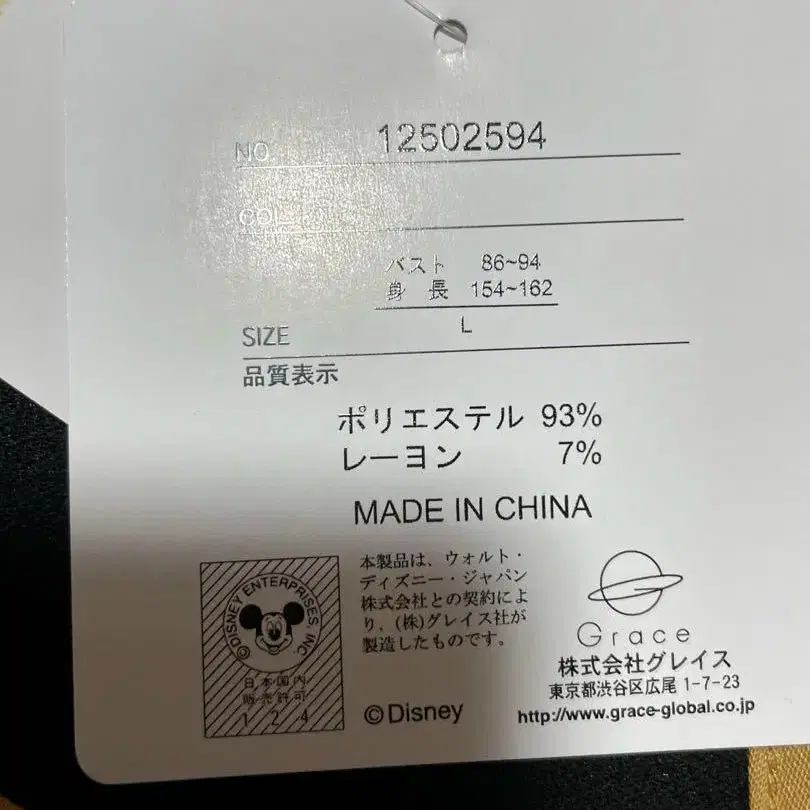 NO. 12502594
COL.
バスト 86~94
身 長 154~162
L
SIZE
品質表示
ポリエステル 93%
レーヨン 7%
MADE IN CHINA
本製品は、ウォルト・
ディズニー・ジャパン
株式会社との契約によ
り、(株)グレイス社が
製造したものです。
©DISNEY ENTERPRISES, INC.
日本国内
販売許可
1 2 4
©Disney
Grace
株式会社グレイス
東京都渋谷区広尾 1-7-23
http://www.grace-global.co.jp